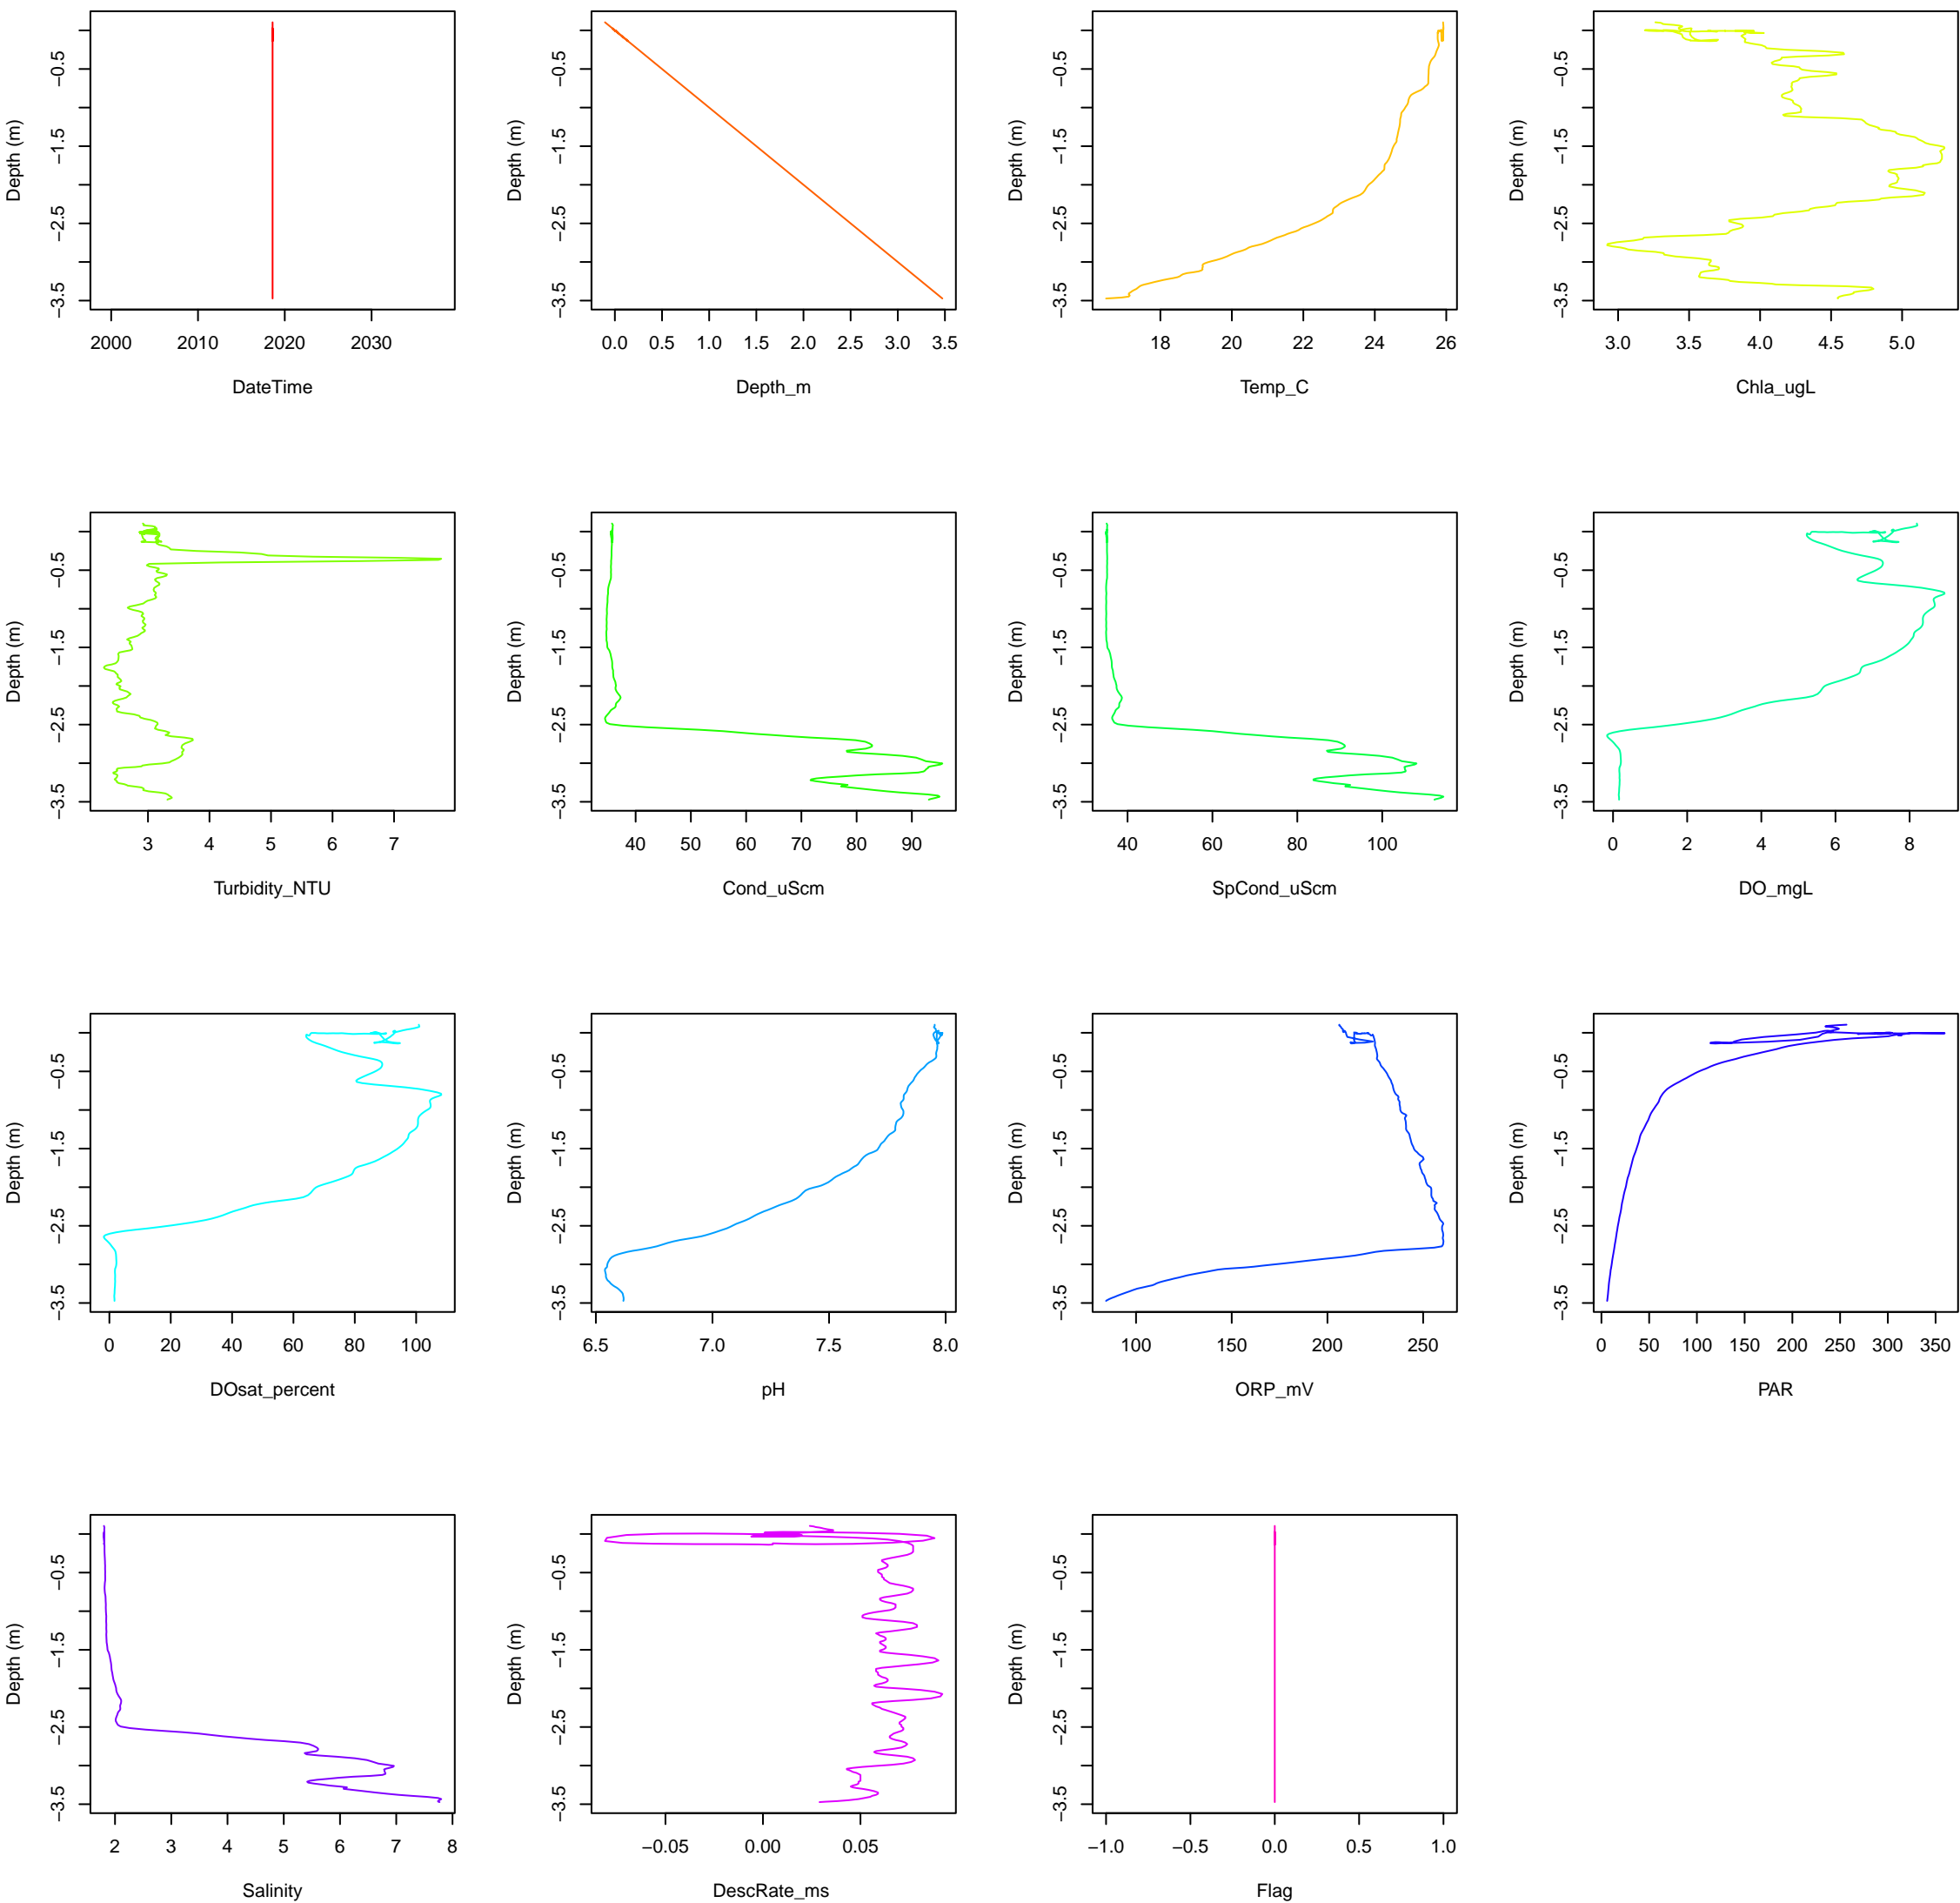 Depth (m)
−3.5 −2.5 −1.5 −0.5
2000 2010 2020 2030
DateTime
Depth (m)
−3.5 −2.5 −1.5 −0.5
0.0 0.5 1.0 1.5 2.0 2.5 3.0 3.5
Depth_m
Depth (m)
−3.5 −2.5 −1.5 −0.5
18 20 22 24 26
Temp_C
Depth (m)
−3.5 −2.5 −1.5 −0.5
3.0 3.5 4.0 4.5 5.0
Chla_ugL
Depth (m)
−3.5 −2.5 −1.5 −0.5
3 4 5 6 7
Turbidity_NTU
Depth (m)
−3.5 −2.5 −1.5 −0.5
40 50 60 70 80 90
Cond_uScm
Depth (m)
−3.5 −2.5 −1.5 −0.5
40 60 80 100
SpCond_uScm
Depth (m)
−3.5 −2.5 −1.5 −0.5
0 2 4 6 8
DO_mgL
Depth (m)
−3.5 −2.5 −1.5 −0.5
0 20 40 60 80 100
DOsat_percent
Depth (m)
−3.5 −2.5 −1.5 −0.5
6.5 7.0 7.5 8.0
pH
Depth (m)
−3.5 −2.5 −1.5 −0.5
100 150 200 250
ORP_mV
Depth (m)
−3.5 −2.5 −1.5 −0.5
0 50 100 150 200 250 300 350
PAR
Depth (m)
−3.5 −2.5 −1.5 −0.5
2 3 4 5 6 7 8
Salinity
Depth (m)
−3.5 −2.5 −1.5 −0.5
−0.05 0.00 0.05
DescRate_ms
Depth (m)
−3.5 −2.5 −1.5 −0.5
−1.0 −0.5 0.0 0.5 1.0
Flag